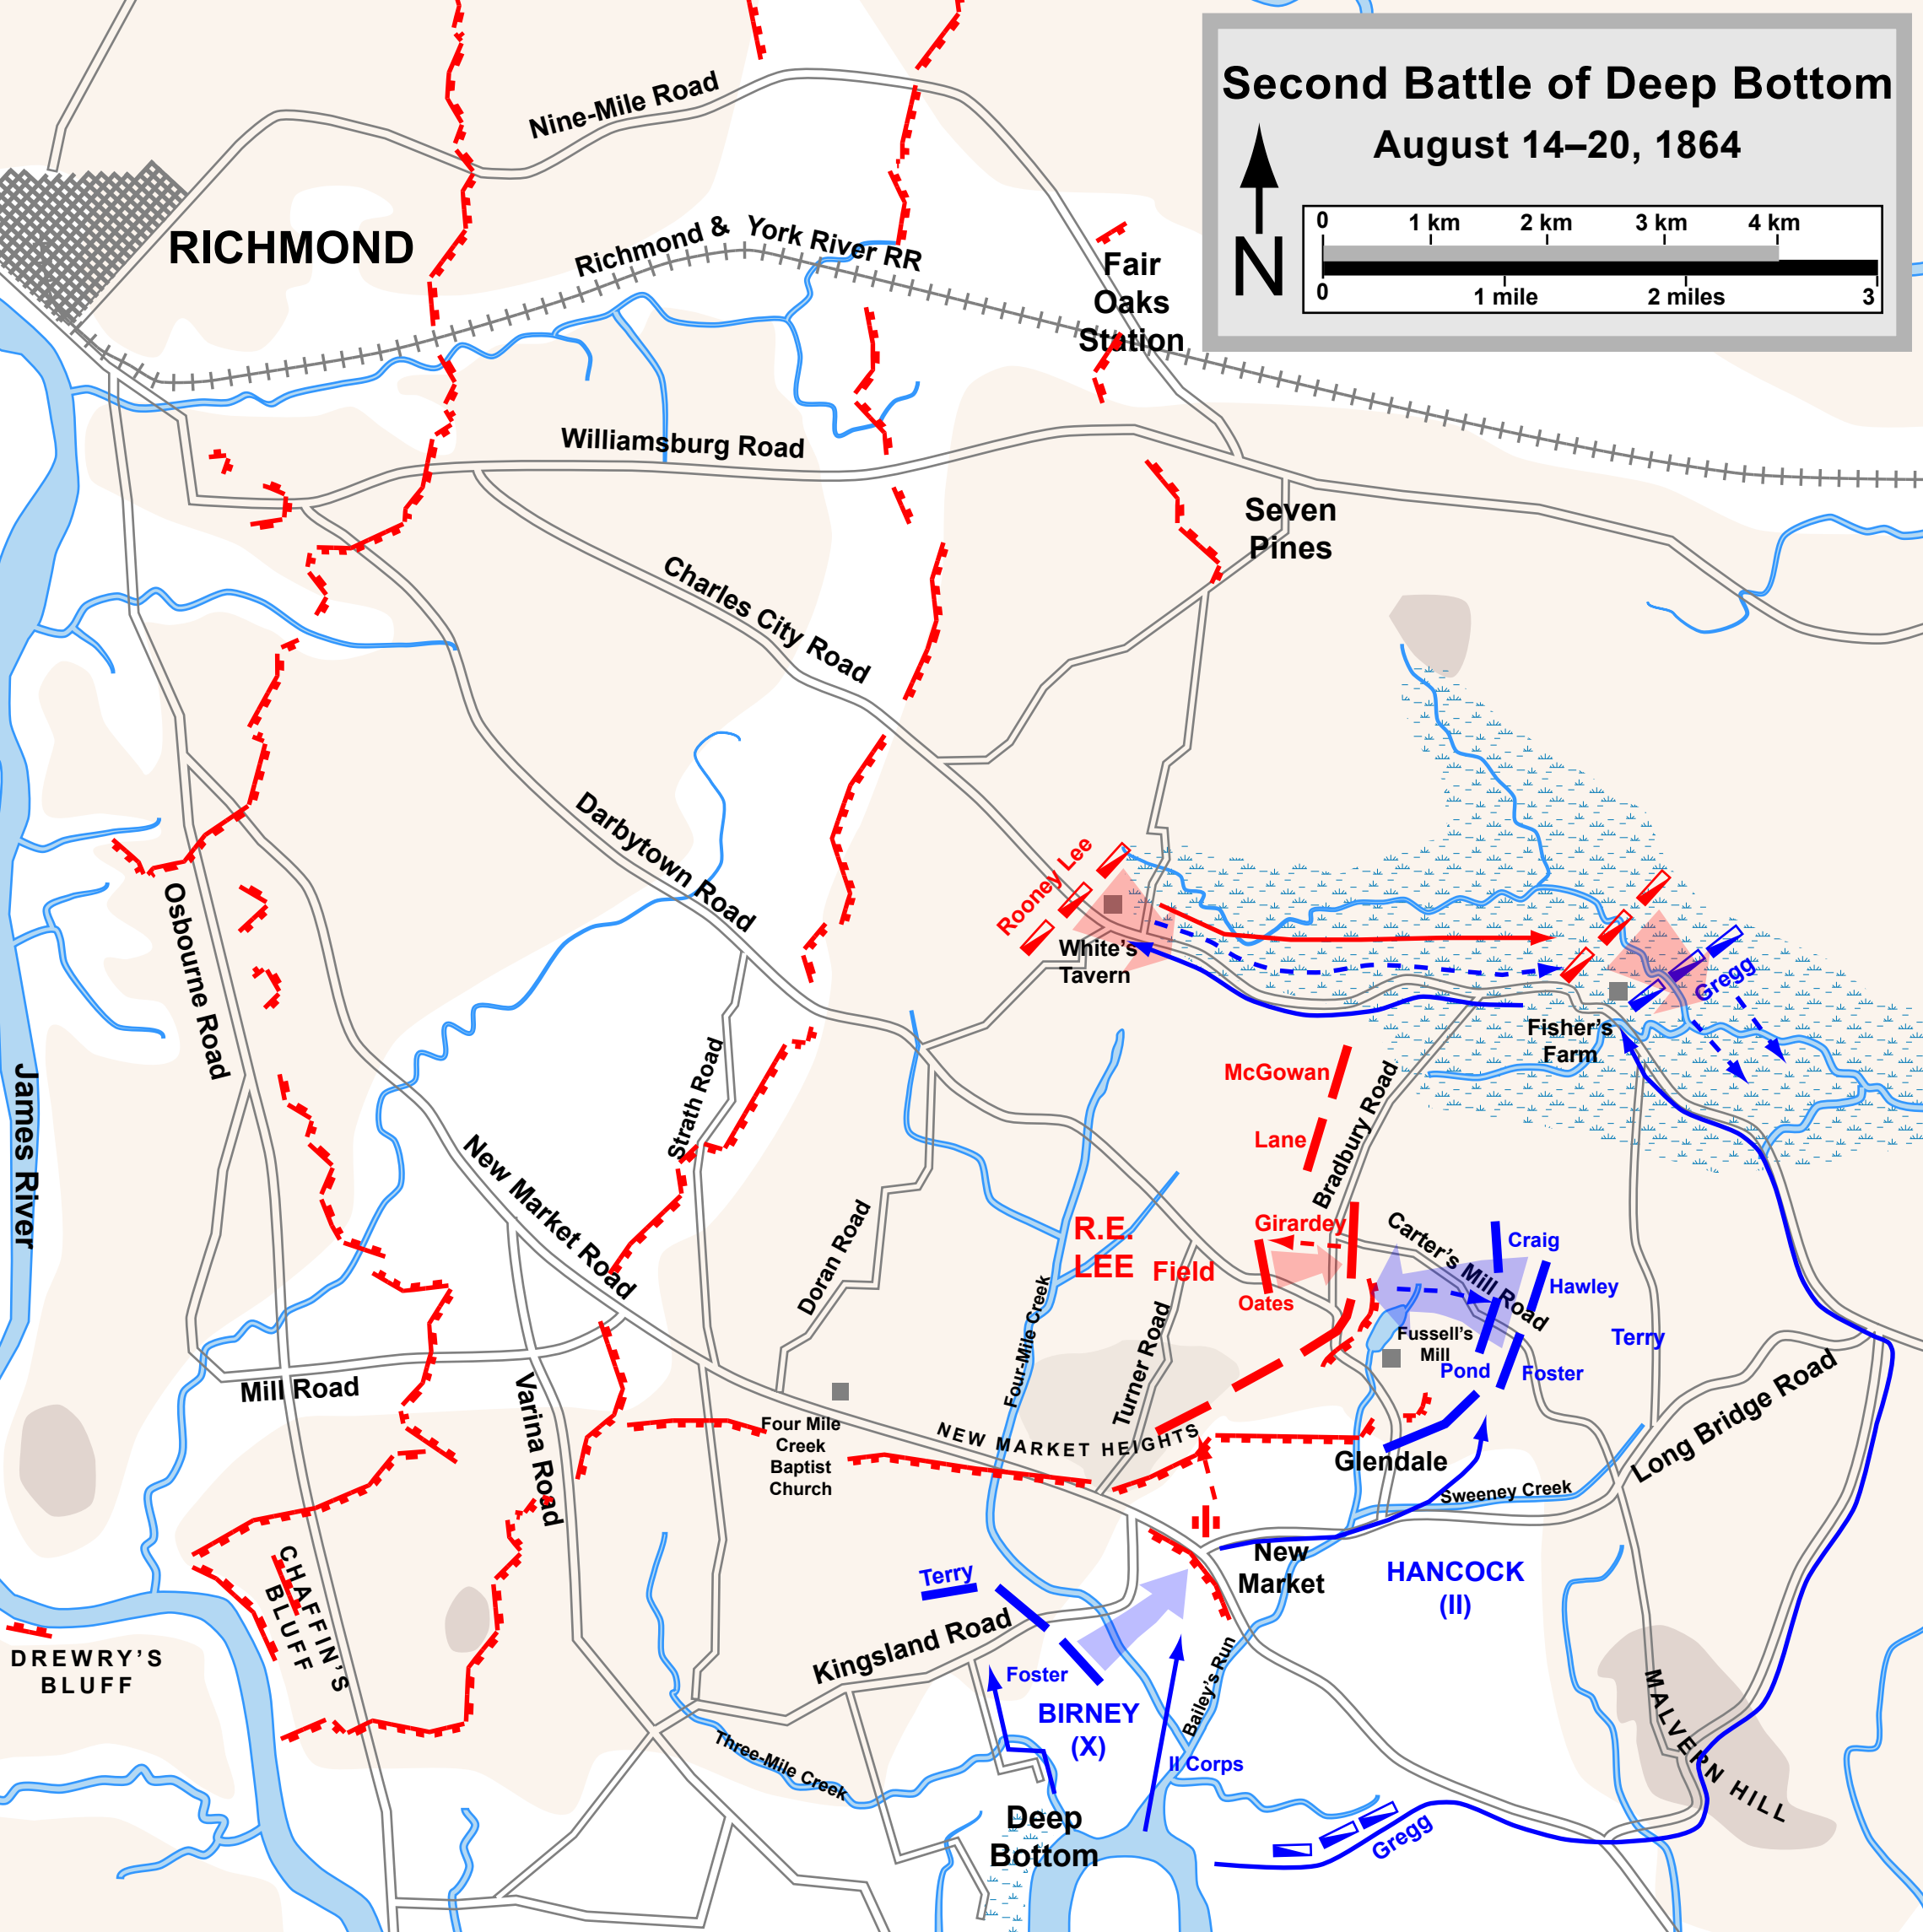 Second Battle of Deep Bottom
August 14–20, 1864
N
0 1 km 2 km 3 km 4 km
0 1 mile 2 miles 3
Nine-Mile Road
RICHMOND
Richmond & York River RR
Fair
Oaks
Station
Williamsburg Road
Seven
Pines
Charles City Road
Darbytown Road
Rooney Lee
White's
Tavern
Gregg
Fisher's
Farm
Osbourne Road
James River
Strath Road
New Market Road
McGowan
Lane
Bradbury Road
Doran Road
R.E.
LEE
Field
Girardey
Oates
Carter's Mill Road
Craig
Hawley
Terry
Fussell's
Mill
Pond
Foster
Four-Mile Creek
Turner Road
Mill Road
Varina Road
Four Mile
Creek
Baptist
Church
NEW MARKET HEIGHTS
Glendale
Long Bridge Road
Sweeney Creek
New
Market
HANCOCK
(II)
Terry
Kingsland Road
Foster
BIRNEY
(X)
Bailey's Run
II Corps
CHAFFIN'S
BLUFF
DREWRY'S
BLUFF
Three-Mile Creek
MALVERN HILL
Deep
Bottom
Gregg